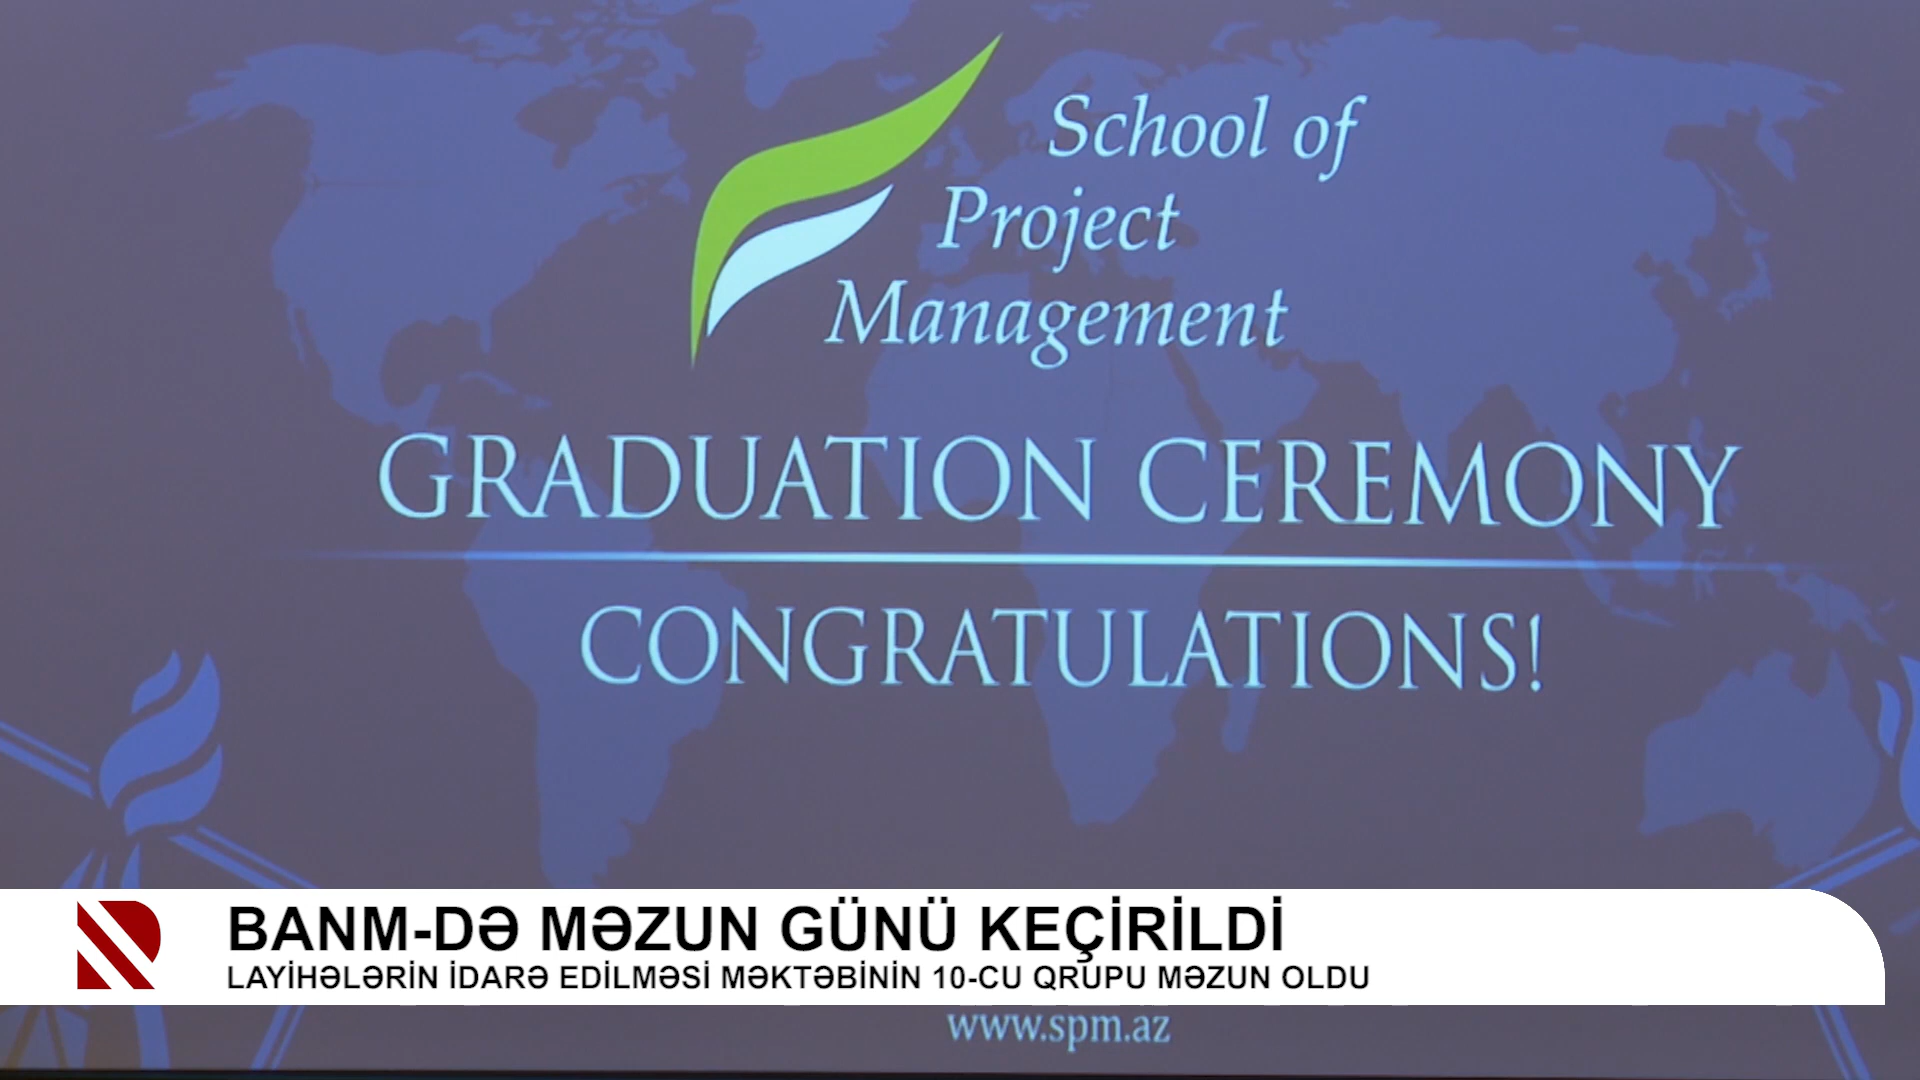 School of
Project
Management
GRADUATION CEREMONY
CONGRATULATIONS!
BANM-DƏ MƏZUN GÜNÜ KEÇİRİLDİ
LAYİHƏLƏRİN İDARƏ EDİLMƏSİ MƏKTƏBİNİN 10-CU QRUPU MƏZUN OLDU
www.spm.az